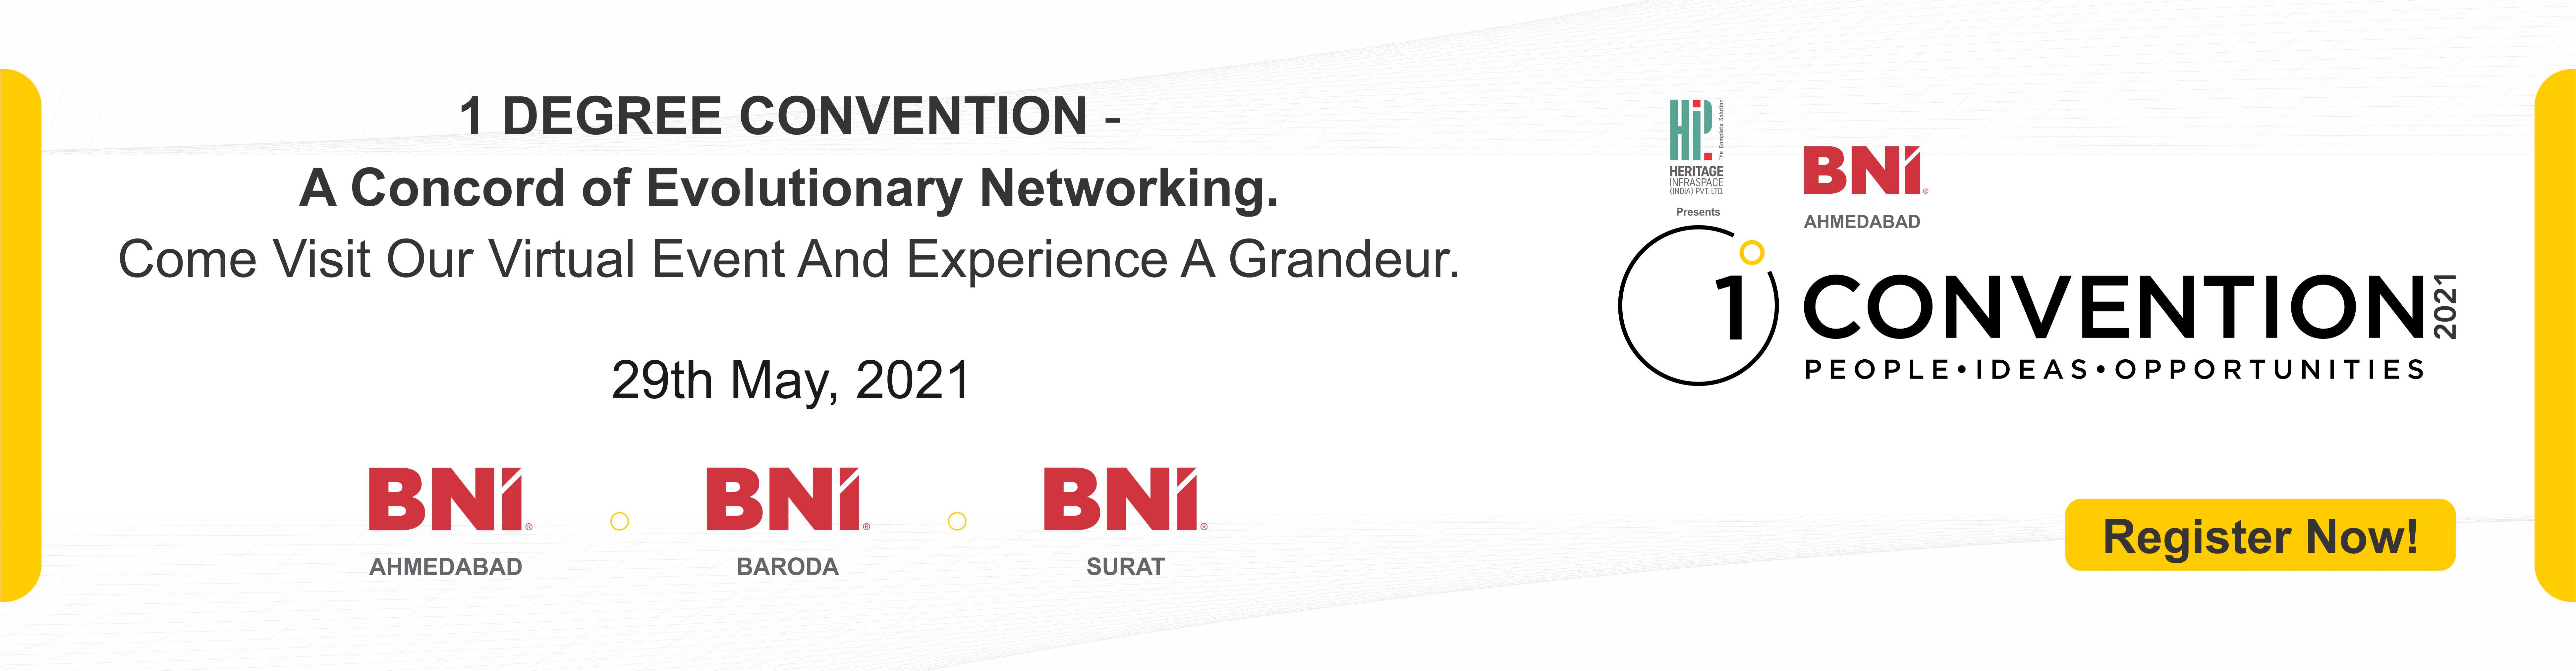 1 DEGREE CONVENTION -
A Concord of Evolutionary Networking.
Come Visit Our Virtual Event And Experience A Grandeur.
29th May, 2021
BNI®
AHMEDABAD
BNI®
BARODA
BNI®
SURAT
HIP.
The Complete Solution
HERITAGE
INFRASPACE
(INDIA) PVT. LTD.
Presents
BNI®
AHMEDABAD
1° CONVENTION 2021
PEOPLE•IDEAS•OPPORTUNITIES
Register Now!